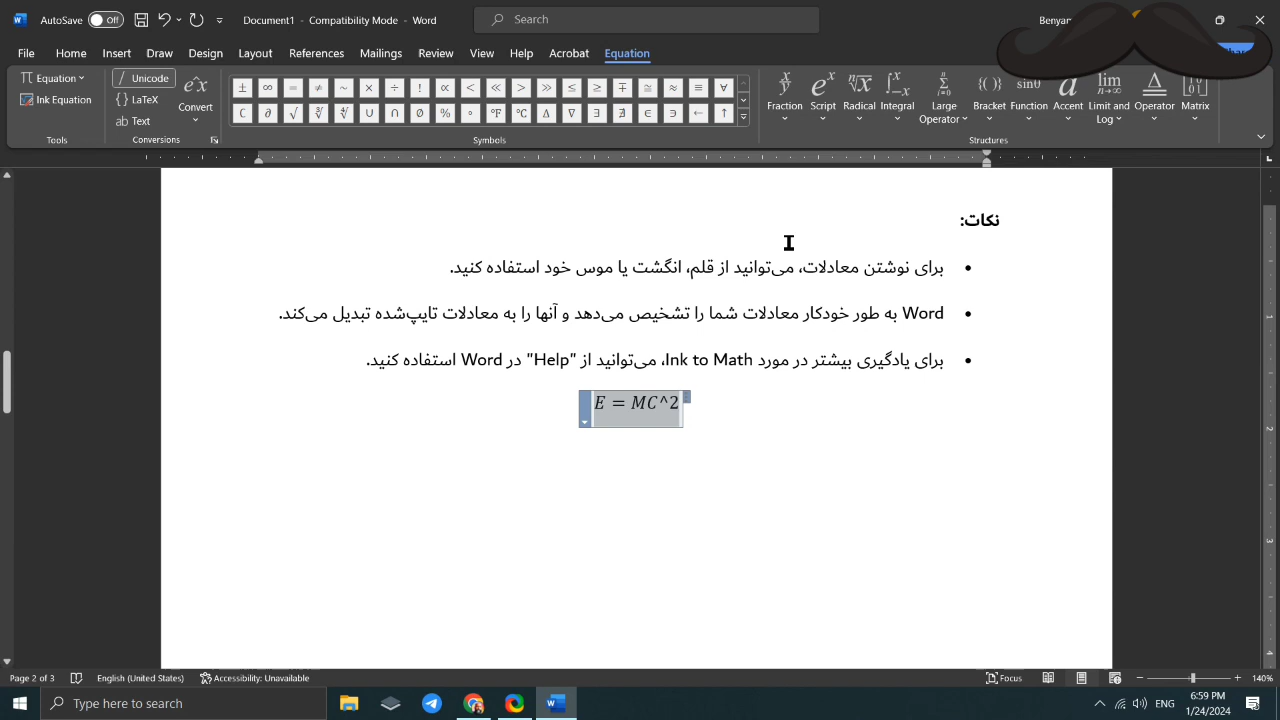 AutoSave Off Document1 - Compatibility Mode - Word Search Benyam
File Home Insert Draw Design Layout References Mailings Review View Help Acrobat Equation
Equation Unicode
Ink Equation LaTeX Convert
ab Text
± ∞ = ≠ ~ × ÷ ! ∝ < ≪ > ≫ ≤ ≥ ∓ ≅ ≈ ≡ ∀
∁ ∂ √ ∛ ∜ ∪ ∩ ∅ % ° °F °C ∆ ∇ ∃ ∄ ∈ ∋ ← ↑
Fraction Script Radical Integral Large Operator Bracket Function Accent Limit and Log Operator Matrix
Tools Conversions Symbols Structures
نکات:
• برای نوشتن معادلات، می‌توانید از قلم، انگشت یا موس خود استفاده کنید.
• Word به طور خودکار معادلات شما را تشخیص می‌دهد و آنها را به معادلات تایپ‌شده تبدیل می‌کند.
• برای یادگیری بیشتر در مورد Ink to Math، می‌توانید از "Help" در Word استفاده کنید.
E = MC^2
Page 2 of 3 English (United States) Accessibility: Unavailable Focus 140%
Type here to search 6:59 PM
1/24/2024